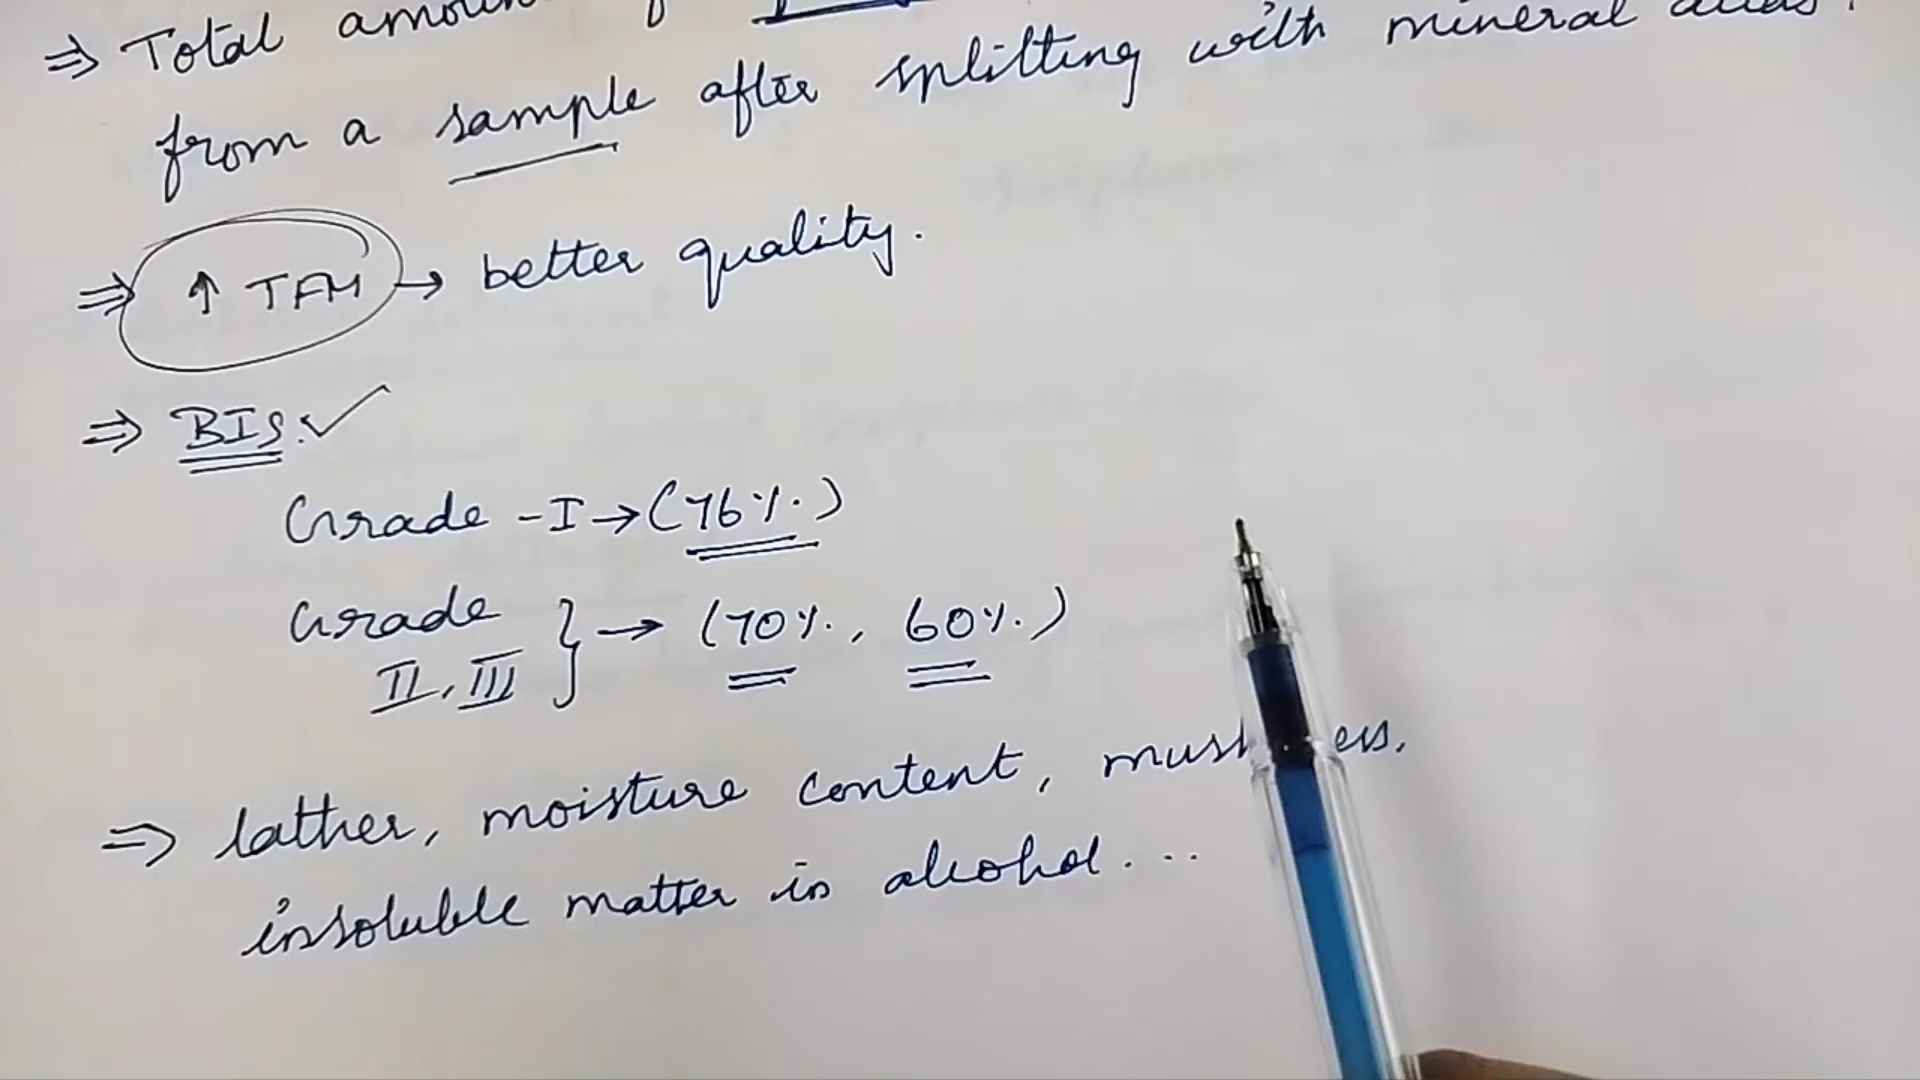 ⇒ Total
from a sample after splitting with mineral
⇒ ↑ TFM → better quality.
⇒ BIS. ✓
Grade - I → (76%.)
Grade
II, III } → (70%., 60%.)
⇒ lather, moisture content,
insoluble matter in alcohol. ...